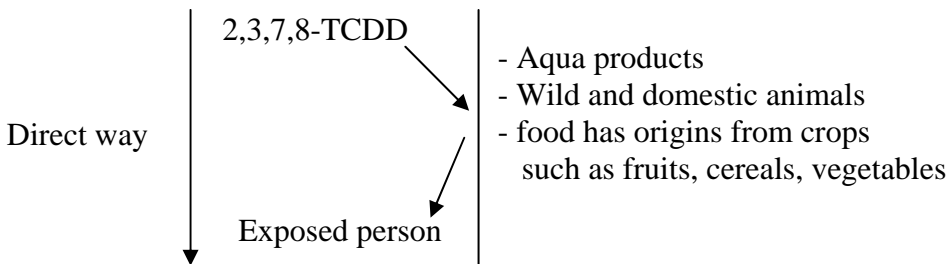 2,3,7,8-TCDD
- Aqua products
- Wild and domestic animals
Direct way
- food has origins from crops
such as fruits, cereals, vegetables
Exposed person